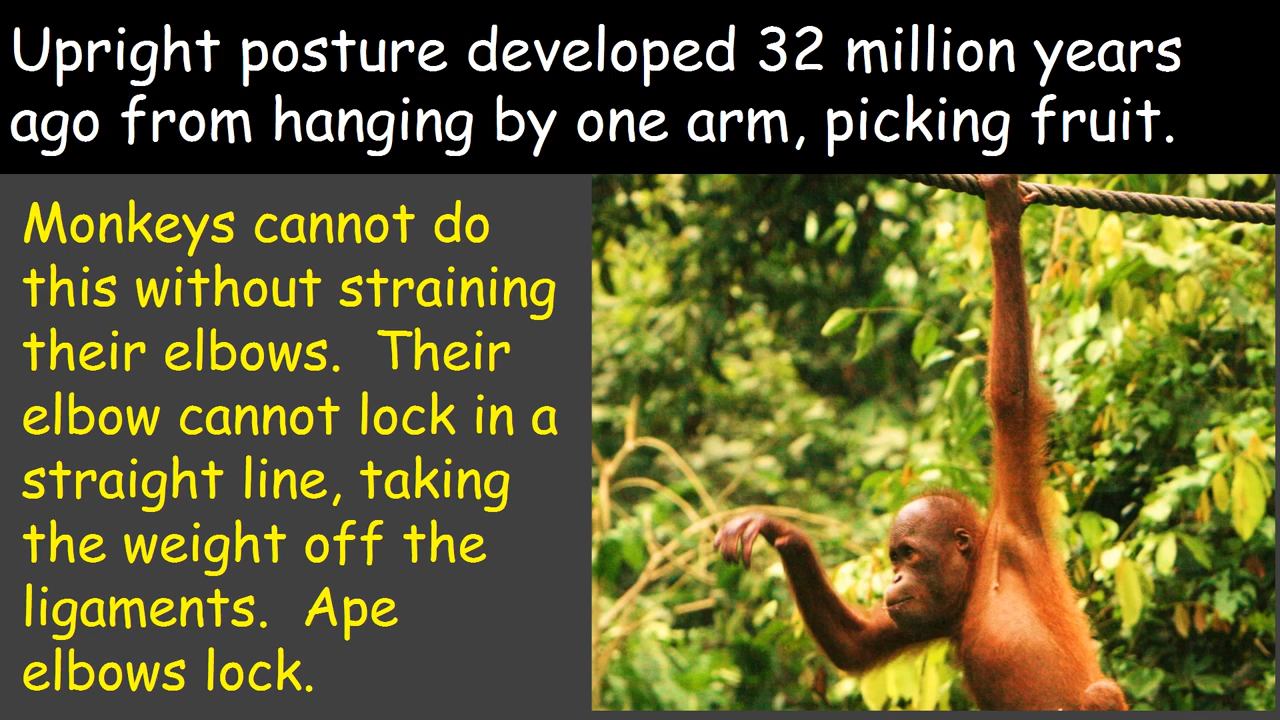 Upright posture developed 32 million years
ago from hanging by one arm, picking fruit.
Monkeys cannot do
this without straining
their elbows.  Their
elbow cannot lock in a
straight line, taking
the weight off the
ligaments.  Ape
elbows lock.